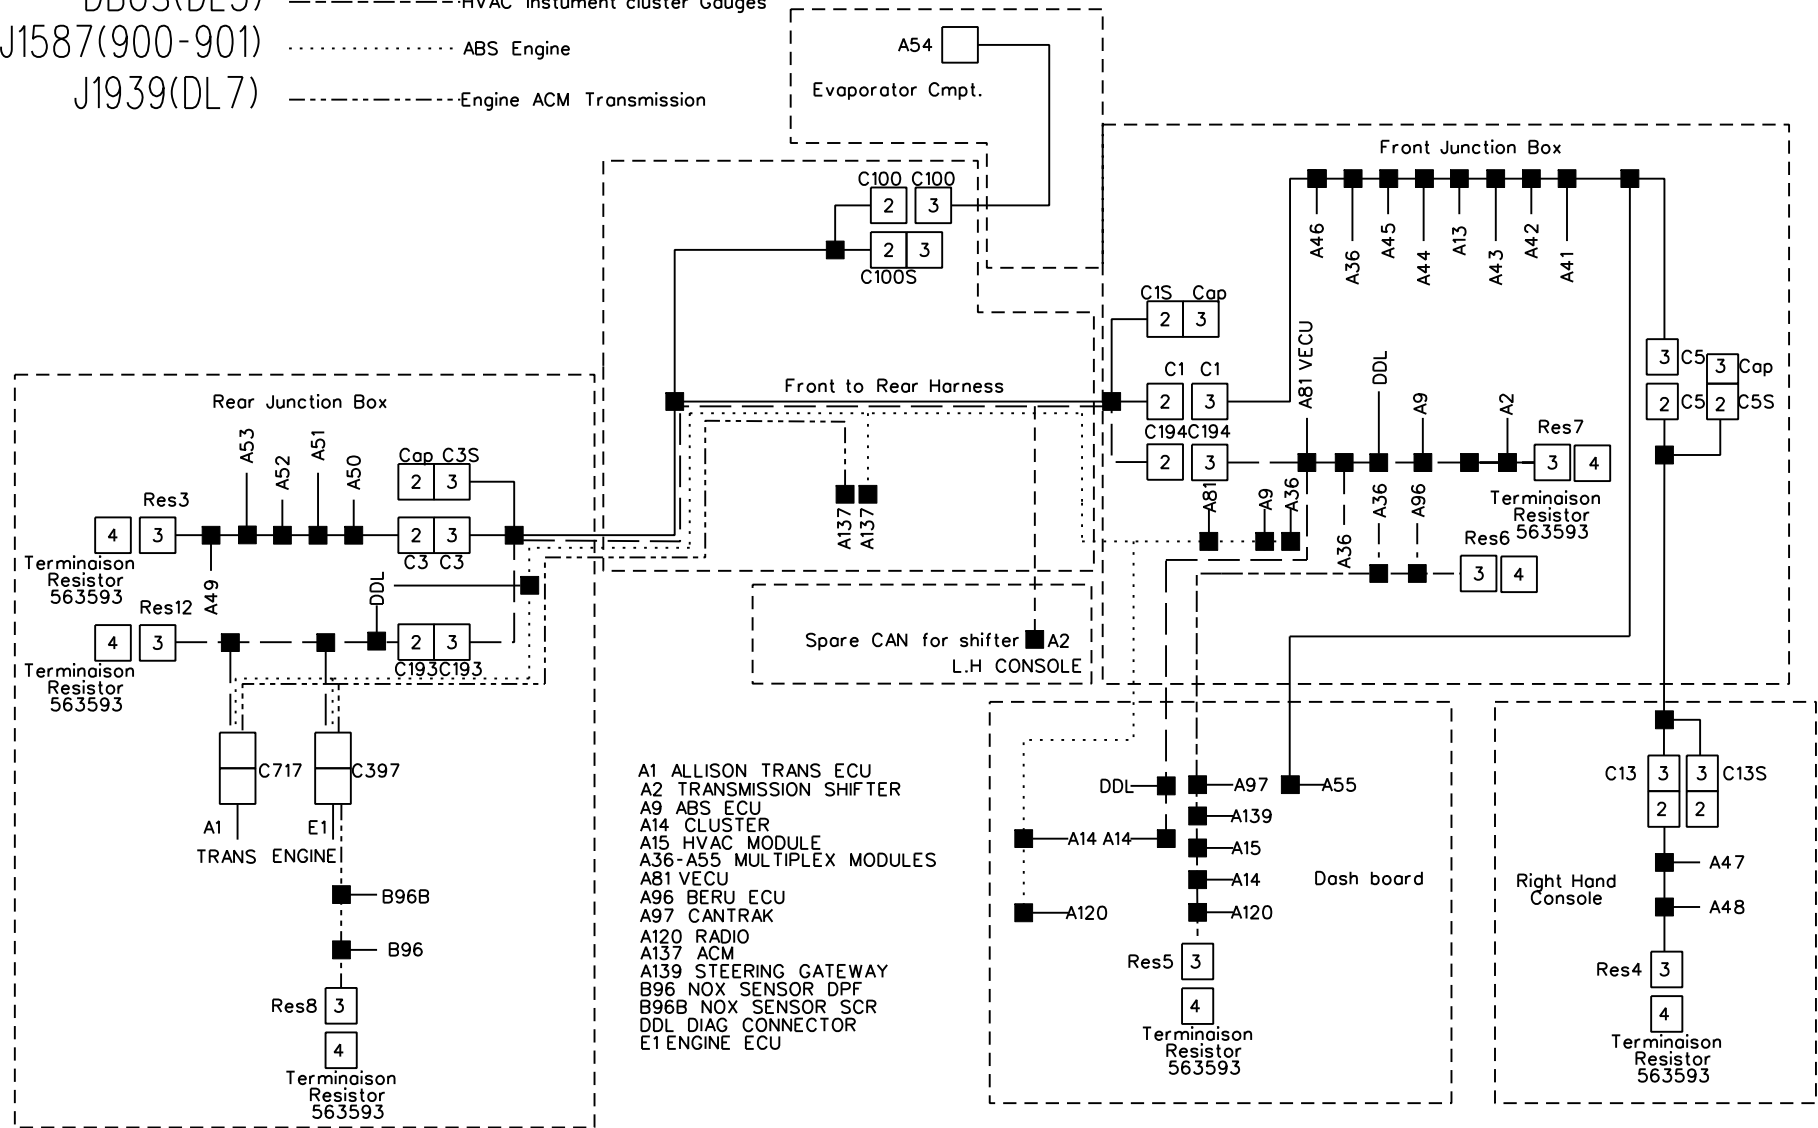 HVAC Instument cluster Gauges
J1587(900-901)
ABS Engine
J1939(DL7)
Engine ACM Transmission
A54
Evaporator Cmpt.
C100 C100
2 3
2 3
C100S
Front Junction Box
A46
A36
A45
A44
A13
A43
A42
A41
C1S Cap
2 3
C1 C1
2 3
C194 C194
2 3
A81 VECU
DDL
A9
A2
Res7
3 4
Terminaison
Resistor
563593
3 C5
2 C5
3 Cap
2 C5S
A81
A9
A36
A36
A36
A96
Res6
3 4
Front to Rear Harness
A137
A137
Rear Junction Box
A53
A52
A51
A50
Cap C3S
2 3
Res3
4 3
Terminaison
Resistor
563593
A49
2 3
C3 C3
DDL
Res12
4 3
Terminaison
Resistor
563593
2 3
C193 C193
C717
C397
A1
E1
TRANS ENGINE
B96B
B96
Res8
3
4
Terminaison
Resistor
563593
Spare CAN for shifter
A2
L.H CONSOLE
A1 ALLISON TRANS ECU
A2 TRANSMISSION SHIFTER
A9 ABS ECU
A14 CLUSTER
A15 HVAC MODULE
A36-A55 MULTIPLEX MODULES
A81 VECU
A96 BERU ECU
A97 CANTRAK
A120 RADIO
A137 ACM
A139 STEERING GATEWAY
B96 NOX SENSOR DPF
B96B NOX SENSOR SCR
DDL DIAG CONNECTOR
E1 ENGINE ECU
DDL
A97
A55
A139
A14 A14
A15
A14
A120
A120
Dash board
Res5
3
4
Terminaison
Resistor
563593
C13
3
2
3
2
C13S
A47
A48
Right Hand
Console
Res4
3
4
Terminaison
Resistor
563593